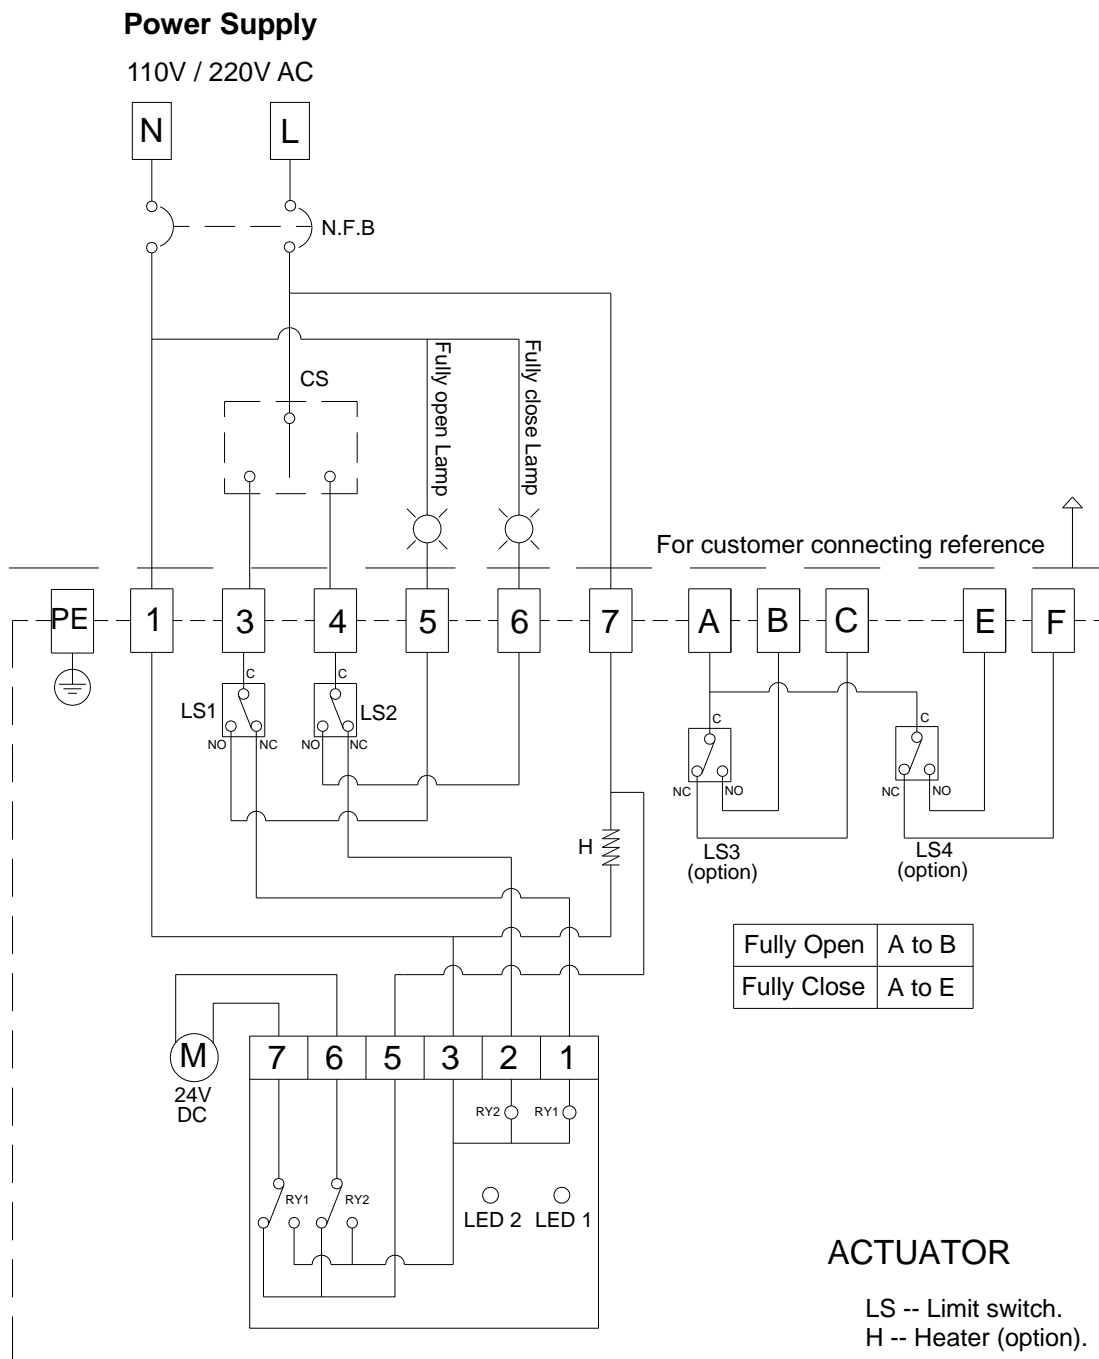 Power Supply
110V / 220V AC
N
L
N.F.B
CS
Fully open Lamp
Fully close Lamp
For customer connecting reference
PE
1
3
4
5
6
7
A
B
C
E
F
C
C
LS1
LS2
NO
NC
NO
NC
C
C
NC
NO
NC
NO
LS3
(option)
LS4
(option)
H
Fully Open A to B
Fully Close A to E
M
24V
DC
7
6
5
3
2
1
RY2
RY1
RY1
RY2
LED 2
LED 1
ACTUATOR
LS -- Limit switch.
H -- Heater (option).